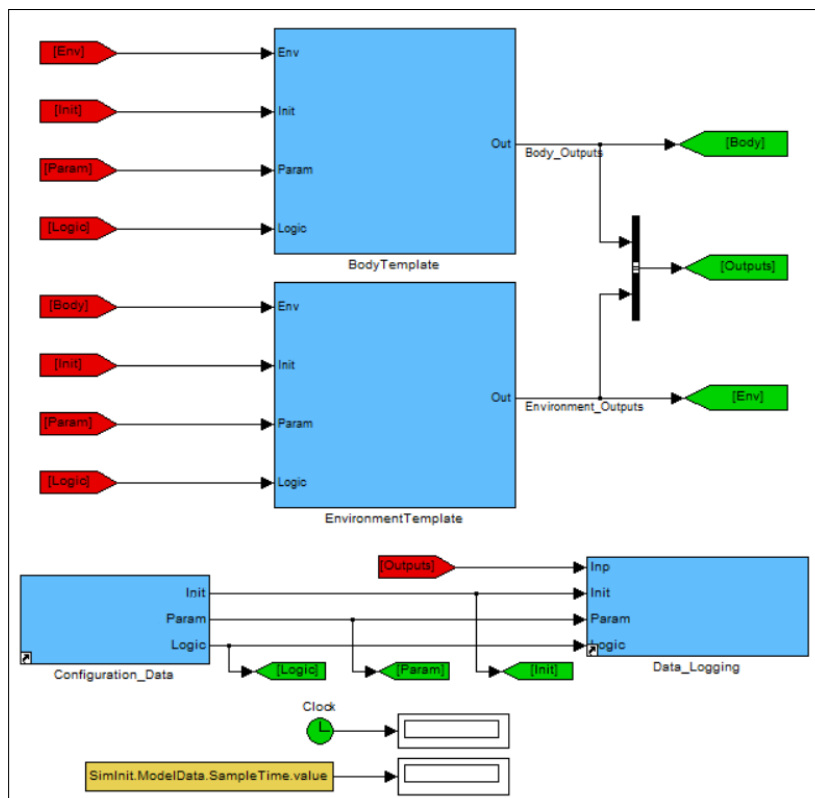 [Env]
Env
[Init]
Init
[Param]
Param
[Logic]
Logic
Out
Body_Outputs
[Body]
BodyTemplate
[Outputs]
[Body]
Env
[Init]
Init
[Param]
Param
[Logic]
Logic
Out
Environment_Outputs
[Env]
EnvironmentTemplate
[Outputs]
Init
Param
Logic
Configuration_Data
[Logic]
[Param]
[Init]
Inp
Init
Param
Logic
Data_Logging
Clock
SimInit.ModelData.SampleTime.value